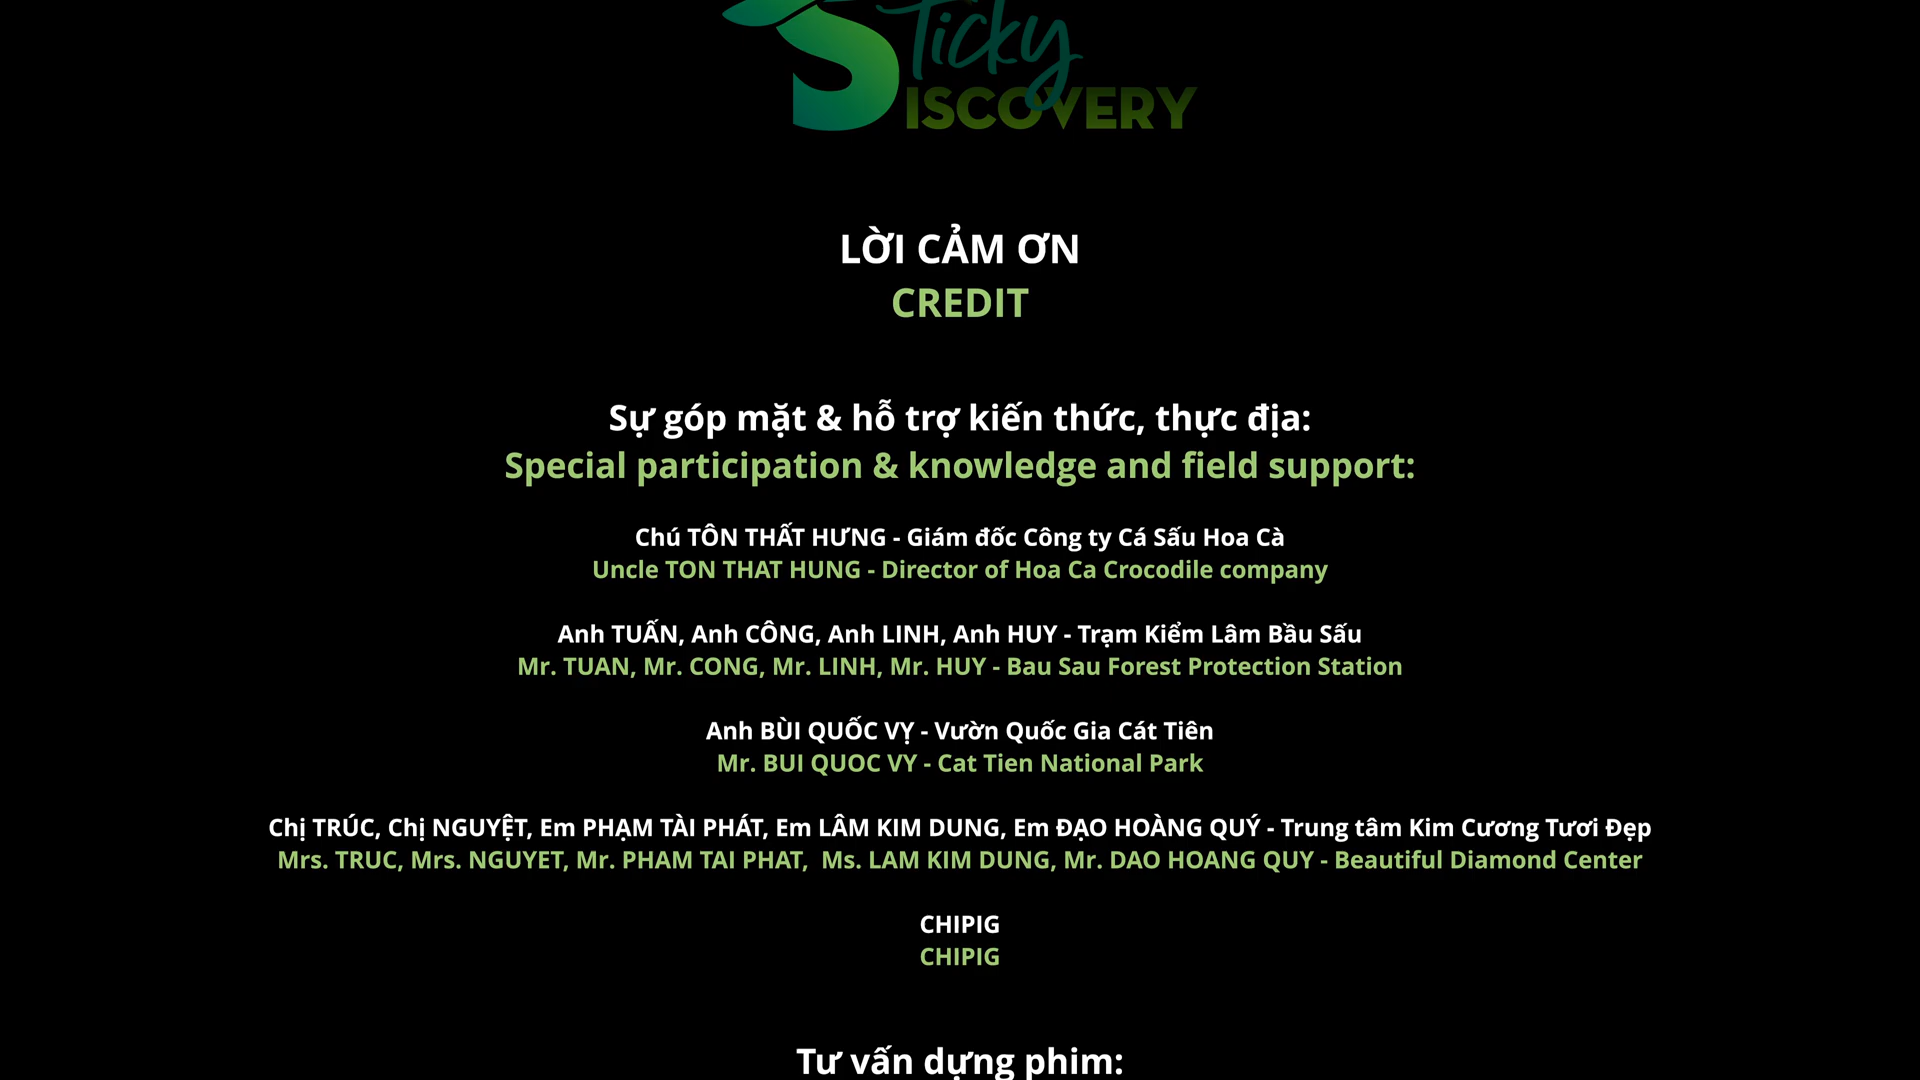 Sticky
DISCOVERY
LỜI CẢM ƠN
CREDIT
Sự góp mặt & hỗ trợ kiến thức, thực địa:
Special participation & knowledge and field support:
Chú TÔN THẤT HƯNG - Giám đốc Công ty Cá Sấu Hoa Cà
Uncle TON THAT HUNG - Director of Hoa Ca Crocodile company
Anh TUẤN, Anh CÔNG, Anh LINH, Anh HUY - Trạm Kiểm Lâm Bầu Sấu
Mr. TUAN, Mr. CONG, Mr. LINH, Mr. HUY - Bau Sau Forest Protection Station
Anh BÙI QUỐC VỴ - Vườn Quốc Gia Cát Tiên
Mr. BUI QUOC VY - Cat Tien National Park
Chị TRÚC, Chị NGUYỆT, Em PHẠM TÀI PHÁT, Em LÂM KIM DUNG, Em ĐẠO HOÀNG QUÝ - Trung tâm Kim Cương Tươi Đẹp
Mrs. TRUC, Mrs. NGUYET, Mr. PHAM TAI PHAT, Ms. LAM KIM DUNG, Mr. DAO HOANG QUY - Beautiful Diamond Center
CHIPIG
CHIPIG
Tư vấn dựng phim: